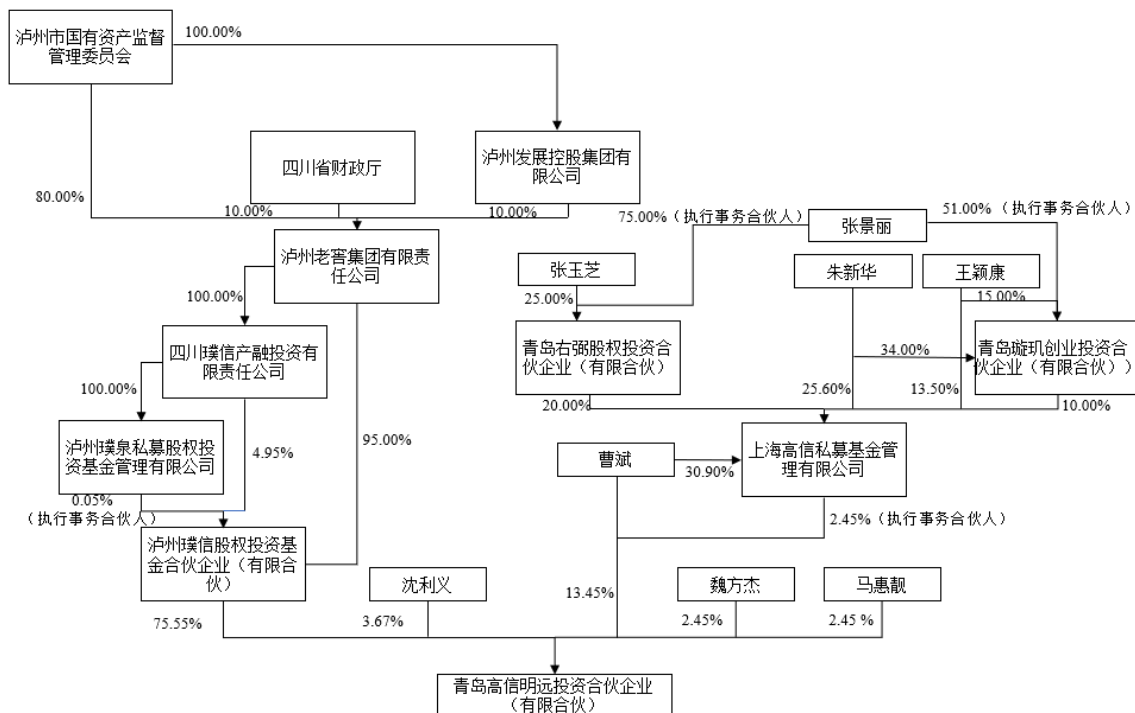 泸州市国有资产监督
管理委员会
100.00%
四川省财政厅
泸州发展控股集团有
限公司
80.00%
10.00%
10.00%
75.00%（执行事务合伙人）
51.00%（执行事务合伙人）
张景丽
泸州老窖集团有限责
任公司
张玉芝
朱新华
王颖康
100.00%
25.00%
15.00%
四川璞信产融投资有
限责任公司
青岛右弼股权投资合
伙企业（有限合伙）
34.00%
青岛璇玑创业投资合
伙企业（有限合伙））
100.00%
20.00%
25.60%
13.50%
10.00%
泸州璞泉私募股权投
资基金管理有限公司
4.95%
95.00%
曹斌
30.90%
上海高信私募基金管
理有限公司
0.05%
（执行事务合伙人）
2.45%（执行事务合伙人）
泸州璞信股权投资基
金合伙企业（有限合
伙）
沈利义
13.45%
魏方杰
马惠靓
75.55%
3.67%
2.45%
2.45 %
青岛高信明远投资合伙企业
（有限合伙）